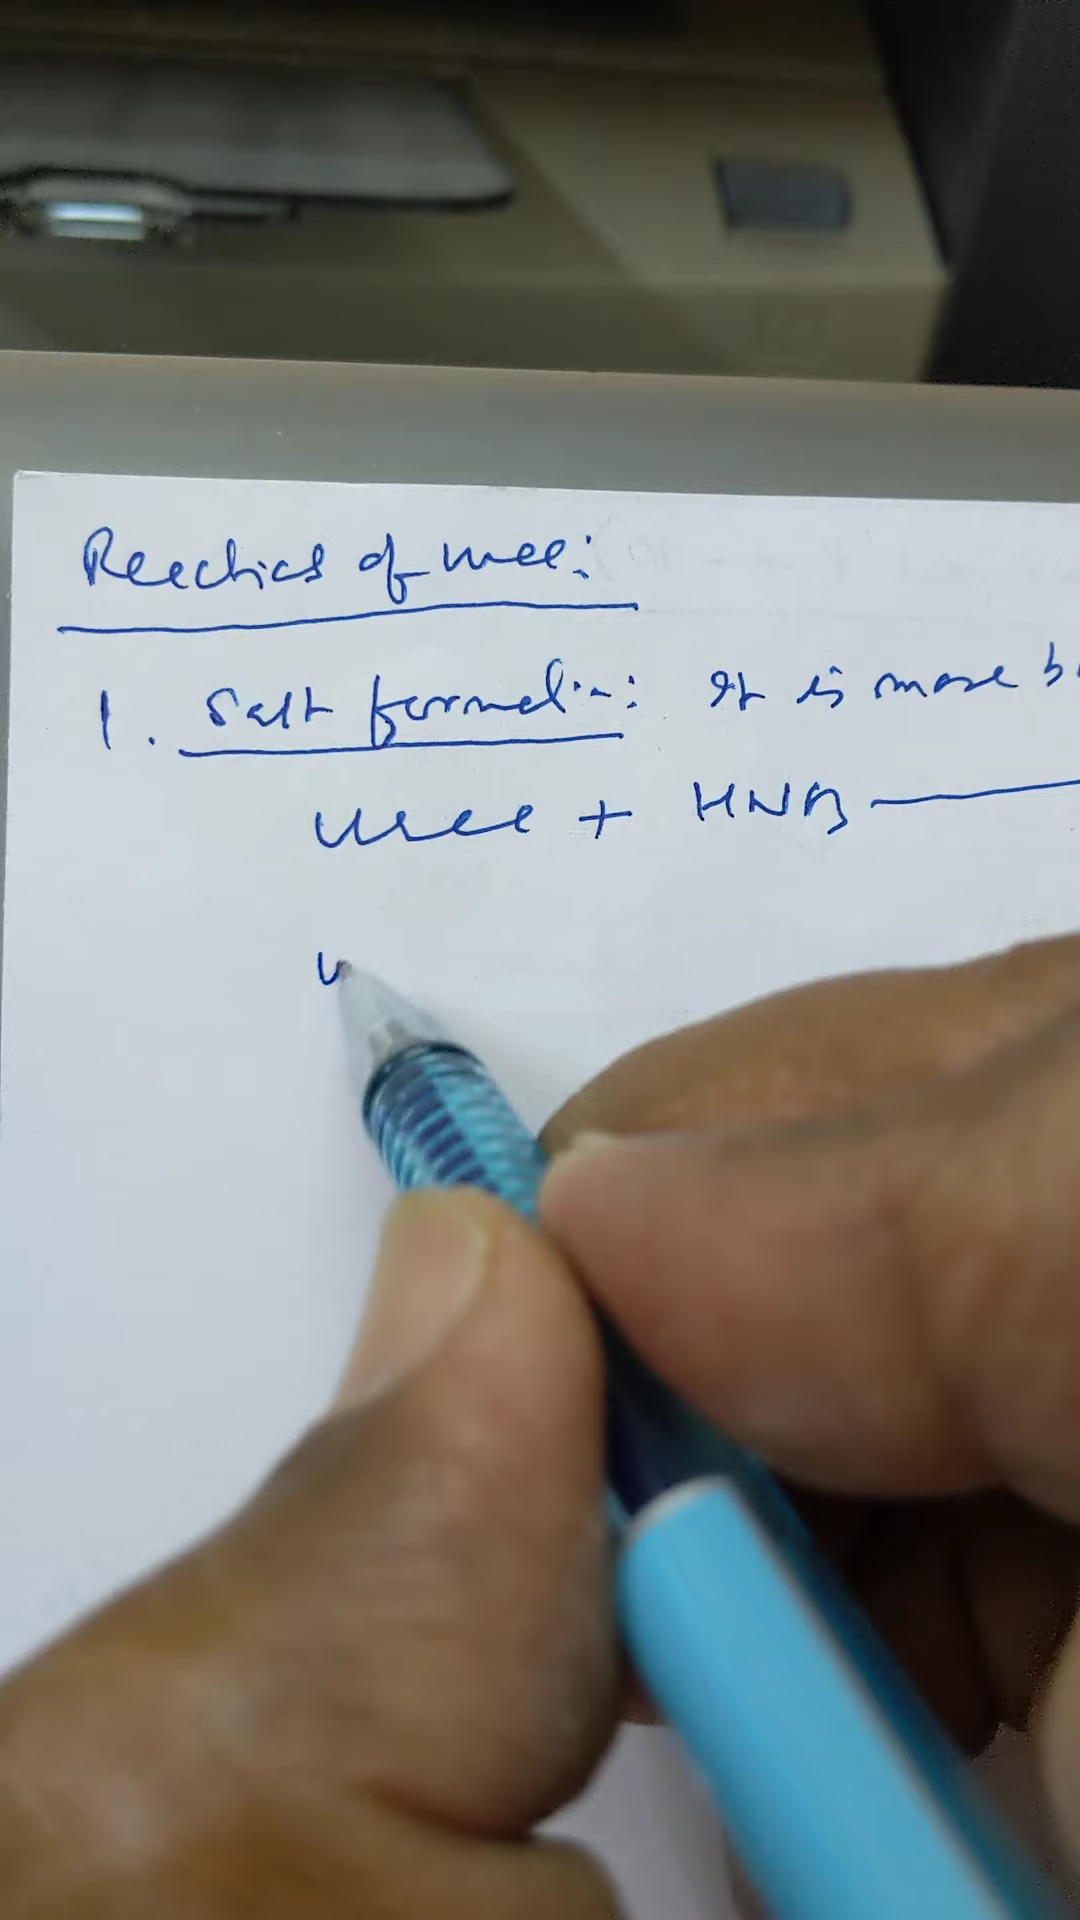 Reactions of urea:
1. Salt formation: It is more b
Urea + HNO3
u